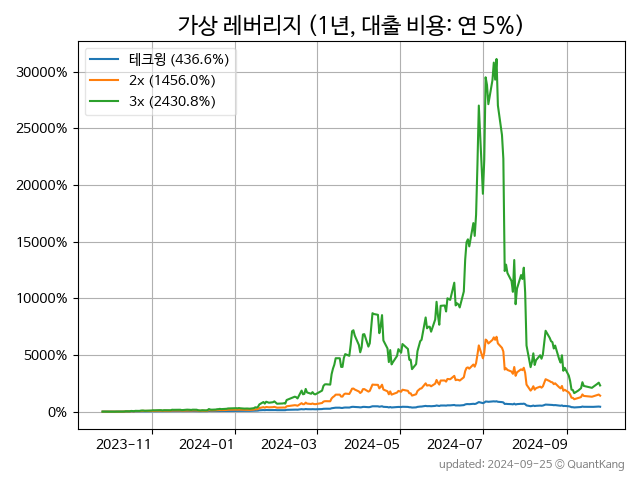 가상 레버리지 (1년, 대출 비용: 연 5%)
테크윙 (436.6%)
2x (1456.0%)
3x (2430.8%)
30000%
25000%
20000%
15000%
10000%
5000%
0%
2023-11 2024-01 2024-03 2024-05 2024-07 2024-09
updated: 2024-09-25 © QuantKang